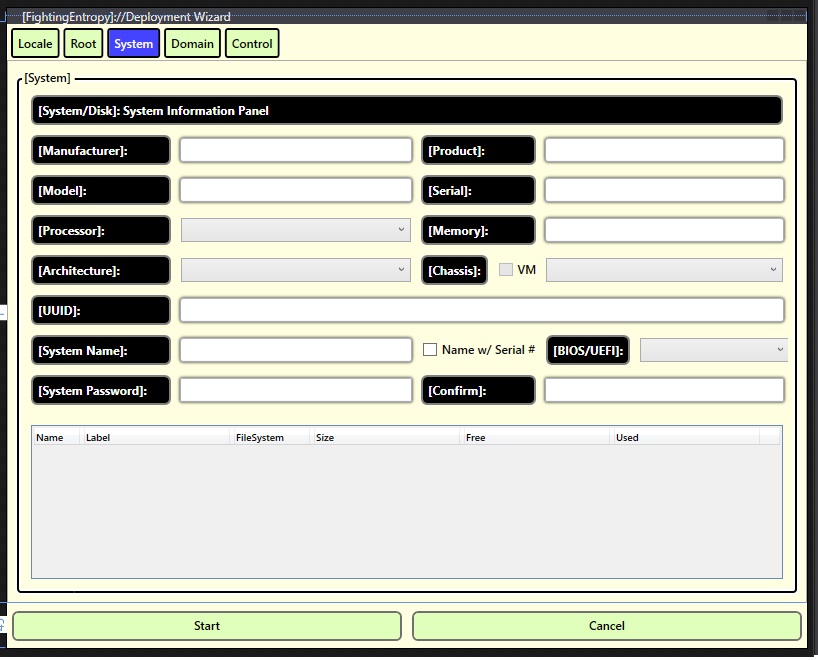 [FightingEntropy]://Deployment Wizard
Locale Root System Domain Control
[System]
[System/Disk]: System Information Panel
[Manufacturer]: [Product]:
[Model]: [Serial]:
[Processor]: [Memory]:
[Architecture]: [Chassis]: VM
[UUID]:
[System Name]: Name w/ Serial # [BIOS/UEFI]:
[System Password]: [Confirm]:
Name Label FileSystem Size Free Used
Start Cancel